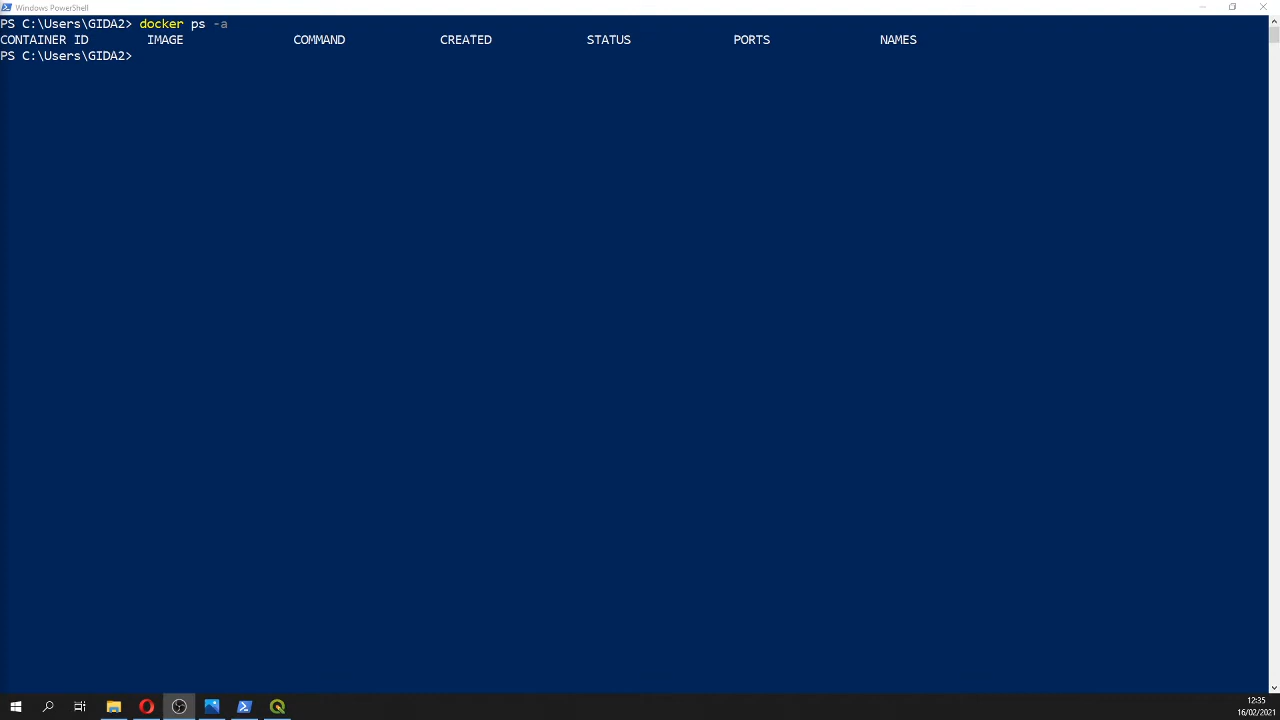 Windows PowerShell
PS C:\Users\GIDA2> docker ps -a
CONTAINER ID IMAGE COMMAND CREATED STATUS PORTS NAMES
PS C:\Users\GIDA2>
12:35
16/02/2021